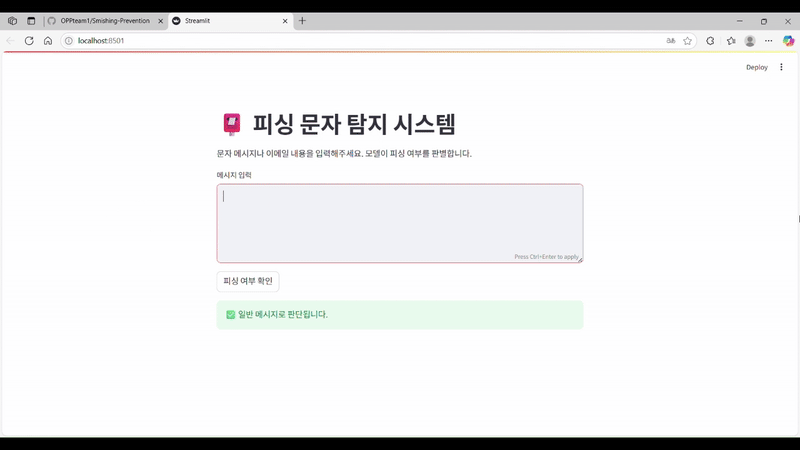 OPPteam1/Smishing-Prevention
Streamlit
localhost:8501
Deploy
피싱 문자 탐지 시스템
문자 메시지나 이메일 내용을 입력해주세요. 모델이 피싱 여부를 판별합니다.
메시지 입력
Press Ctrl+Enter to apply
피싱 여부 확인
일반 메시지로 판단됩니다.